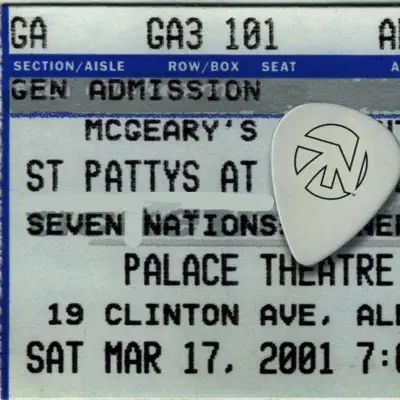 GA GA3 101
SECTION/AISLE ROW/BOX SEAT
GEN ADMISSION
MCGEARY'S
ST PATTYS AT
SEVEN NATIONS
PALACE THEATRE
19 CLINTON AVE,
SAT MAR 17, 2001